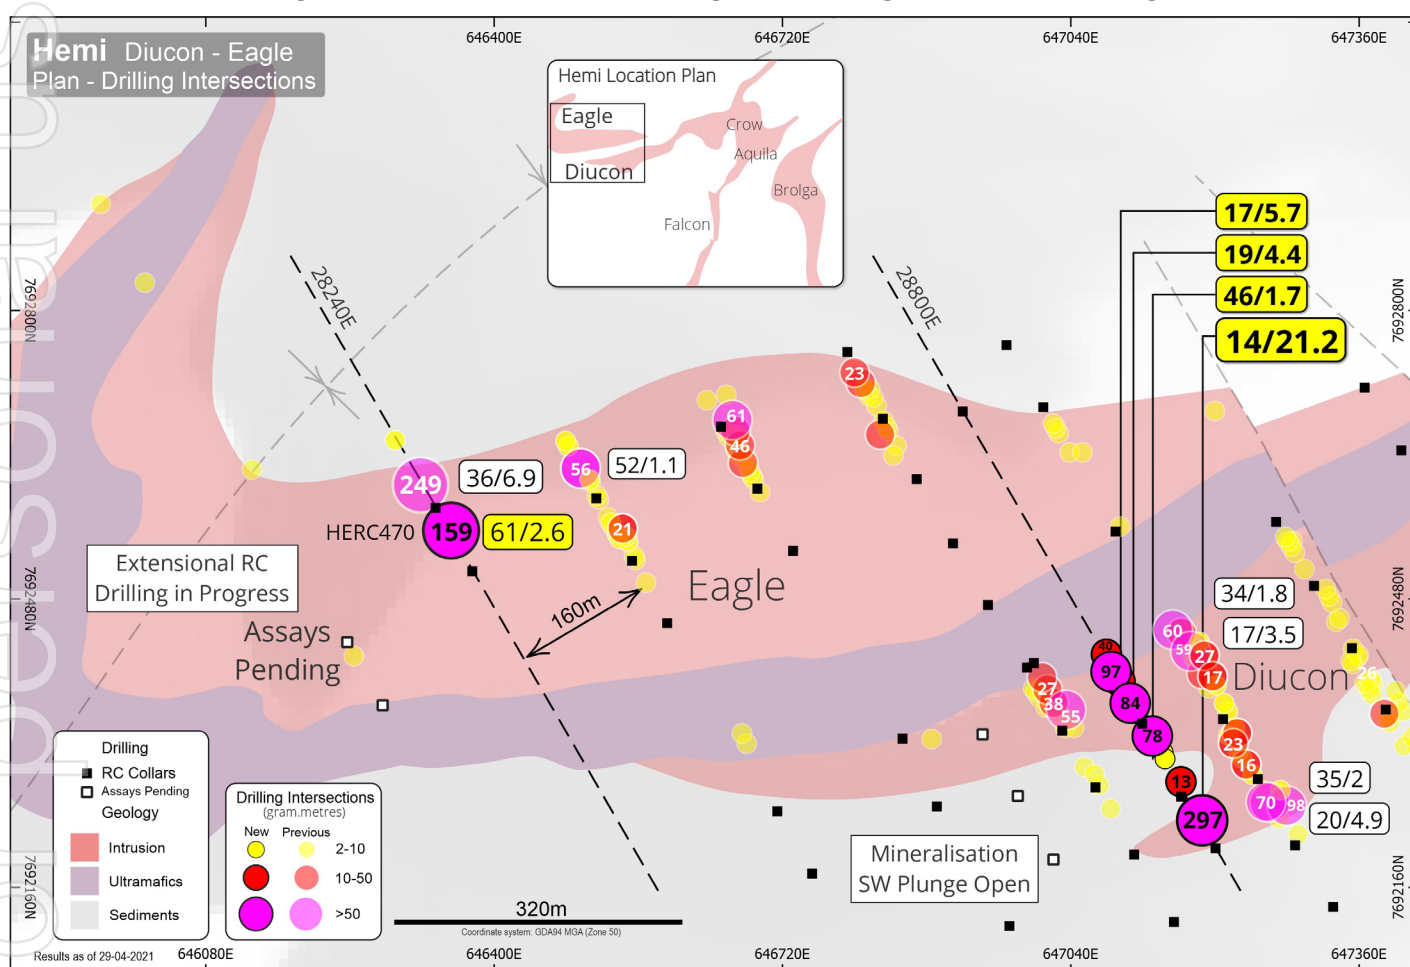 Hemi Diucon - Eagle
Plan - Drilling Intersections
646400E
646720E
647040E
647360E
Hemi Location Plan
Eagle
Crow
Aquila
Diucon
Brolga
Falcon
17/5.7
19/4.4
46/1.7
14/21.2
7692800N
7692800N
28240E
28800E
23
61
46
249
36/6.9
56
52/1.1
HERC470
159
61/2.6
21
Extensional RC
Drilling in Progress
Eagle
160m
7692480N
7692480N
Assays
Pending
34/1.8
17/3.5
60
59
27
17
Diucon
26
40
97
84
78
27
38
55
23
16
13
297
70
98
35/2
20/4.9
Drilling
RC Collars
Assays Pending
Geology
Intrusion
Ultramafics
Sediments
Drilling Intersections
(gram.metres)
New Previous
2-10
10-50
>50
Mineralisation
SW Plunge Open
7692160N
7692160N
320m
Coordinate system: GDA94 MGA (Zone 50)
Results as of 29-04-2021
646080E
646400E
646720E
647040E
647360E